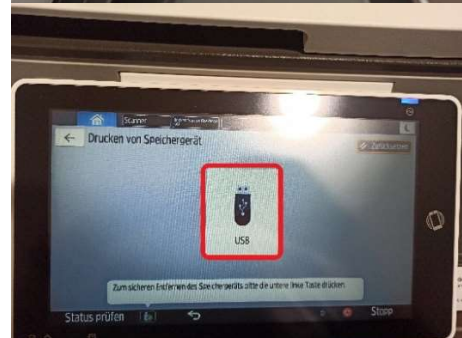 Scanner
Drucken von Speichergerät
Zurücksetzen
USB
Zum sicheren Entfernen des Speichergeräts bitte die untere linke Taste drücken.
Status prüfen
Stopp